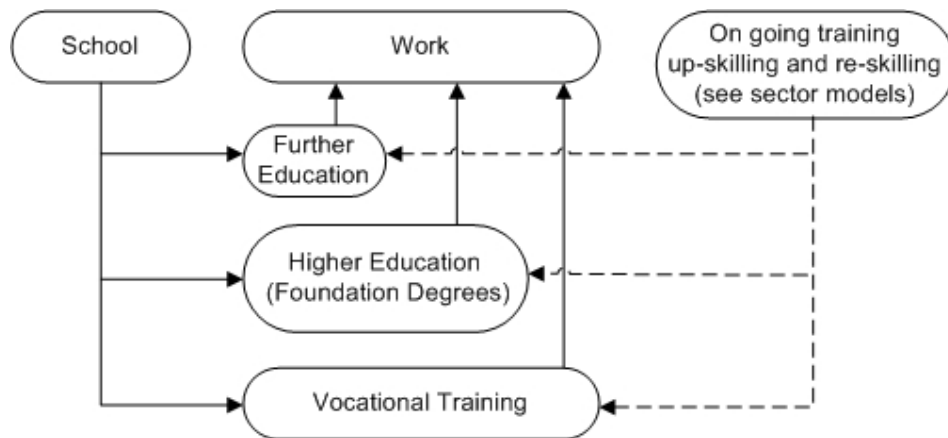 School
Work
On going training
up-skilling and re-skilling
(see sector models)
Further
Education
Higher Education
(Foundation Degrees)
Vocational Training